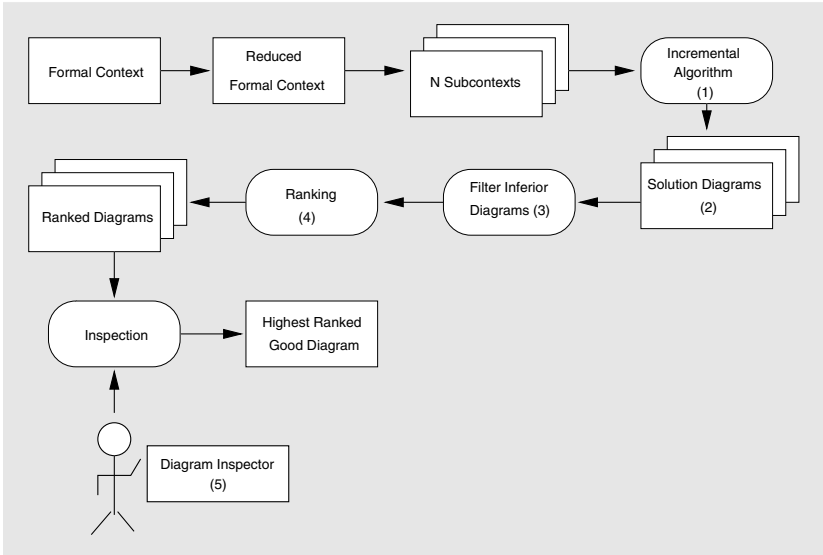 Formal Context
Reduced
Formal Context
N Subcontexts
Incremental
Algorithm
(1)
Solution Diagrams
(2)
Filter Inferior
Diagrams (3)
Ranking
(4)
Ranked Diagrams
Inspection
Highest Ranked
Good Diagram
Diagram Inspector
(5)